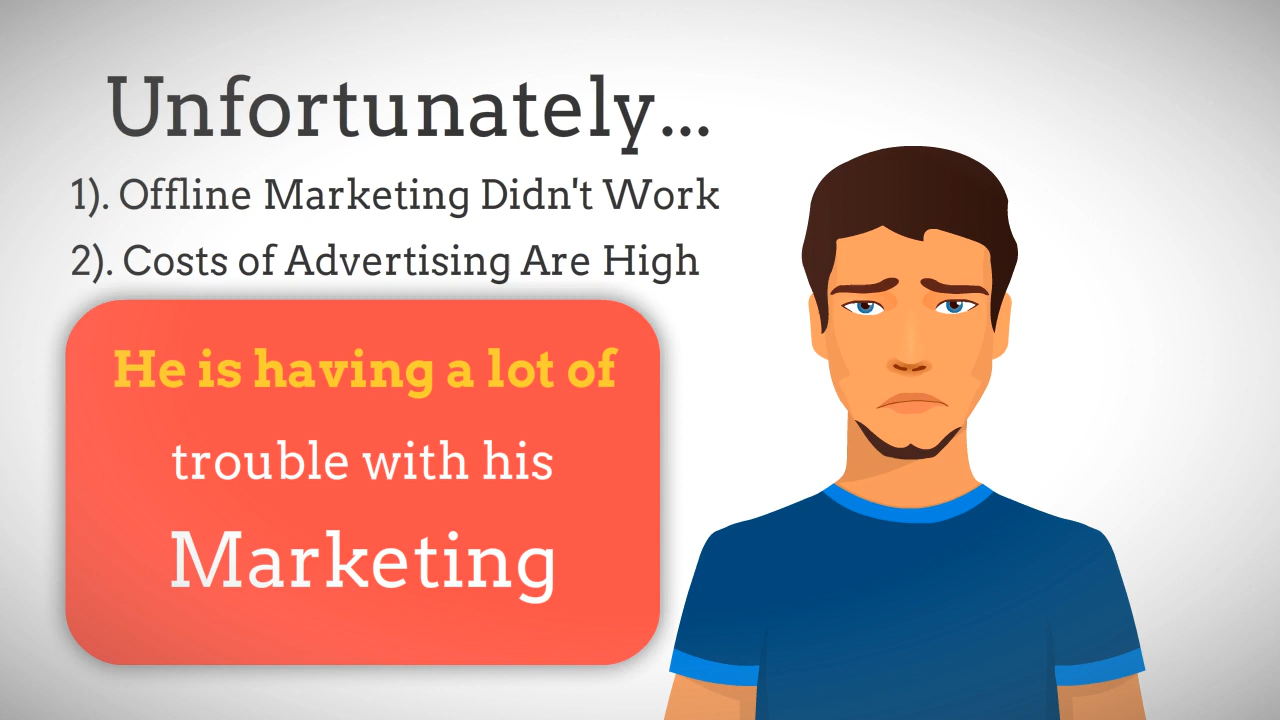 Unfortunately...
1). Offline Marketing Didn't Work
2). Costs of Advertising Are High
He is having a lot of
trouble with his
Marketing